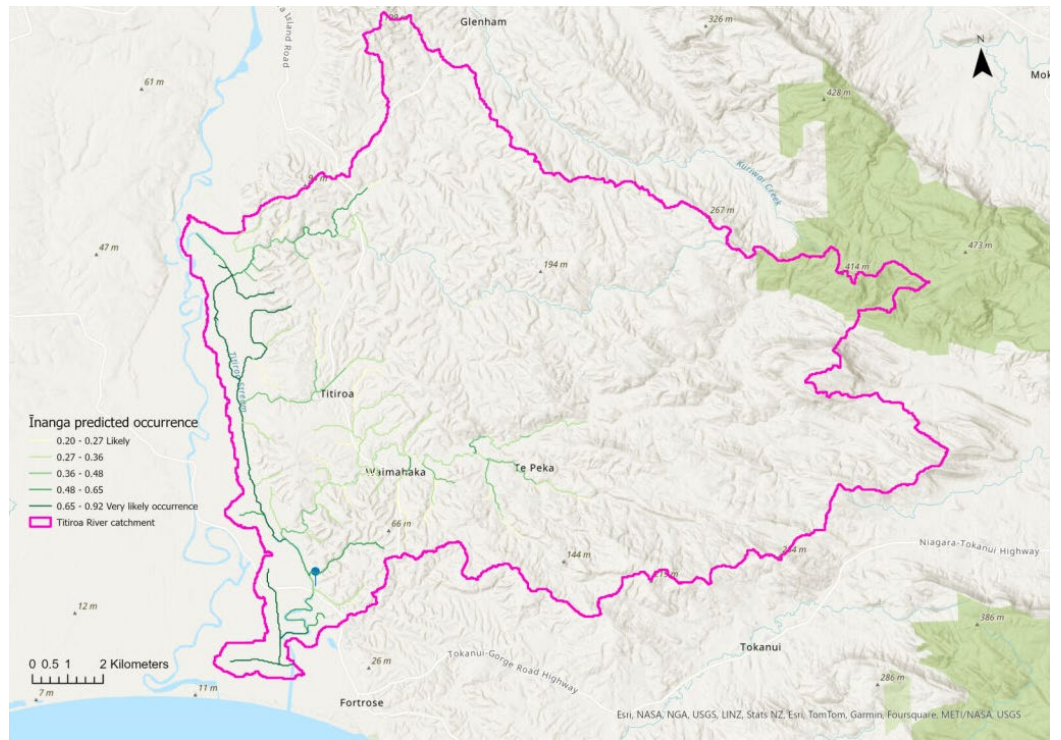 Glenham
326 m
N
Mok
61 m
428 m
Kuriwai Creek
267 m
473 m
47 m
194 m
414 m
Titiroa Stream
Titiroa
Īnanga predicted occurrence
0.20 - 0.27 Likely
0.27 - 0.36
0.36 - 0.48
0.48 - 0.65
0.65 - 0.92 Very likely occurrence
Titiroa River catchment
Waimahaka
Te Peka
66 m
144 m
Niagara-Tokanui Highway
12 m
386 m
Tokanui
Tokanui-Gorge Road Highway
0 0.5 1 2 Kilometers
26 m
286 m
7 m
11 m
Fortrose
Esri, NASA, NGA, USGS, LINZ, Stats NZ, Esri, TomTom, Garmin, Foursquare, METI/NASA, USGS